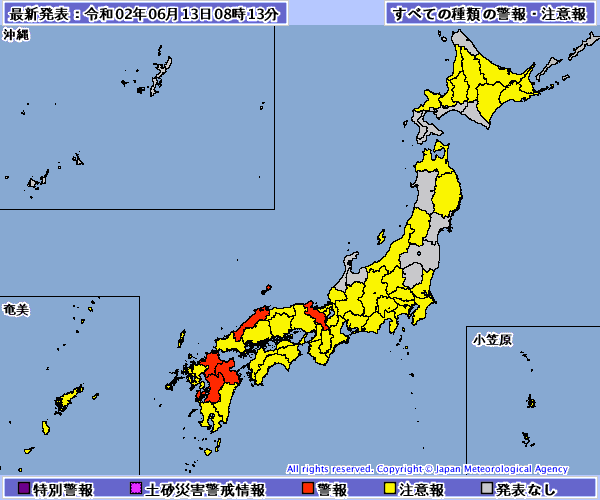 最新発表：令和02年06月13日08時13分
すべての種類の警報・注意報
沖縄
奄美
小笠原
All rights reserved. Copyright © Japan Meteorological Agency
特別警報
土砂災害警戒情報
警報
注意報
発表なし